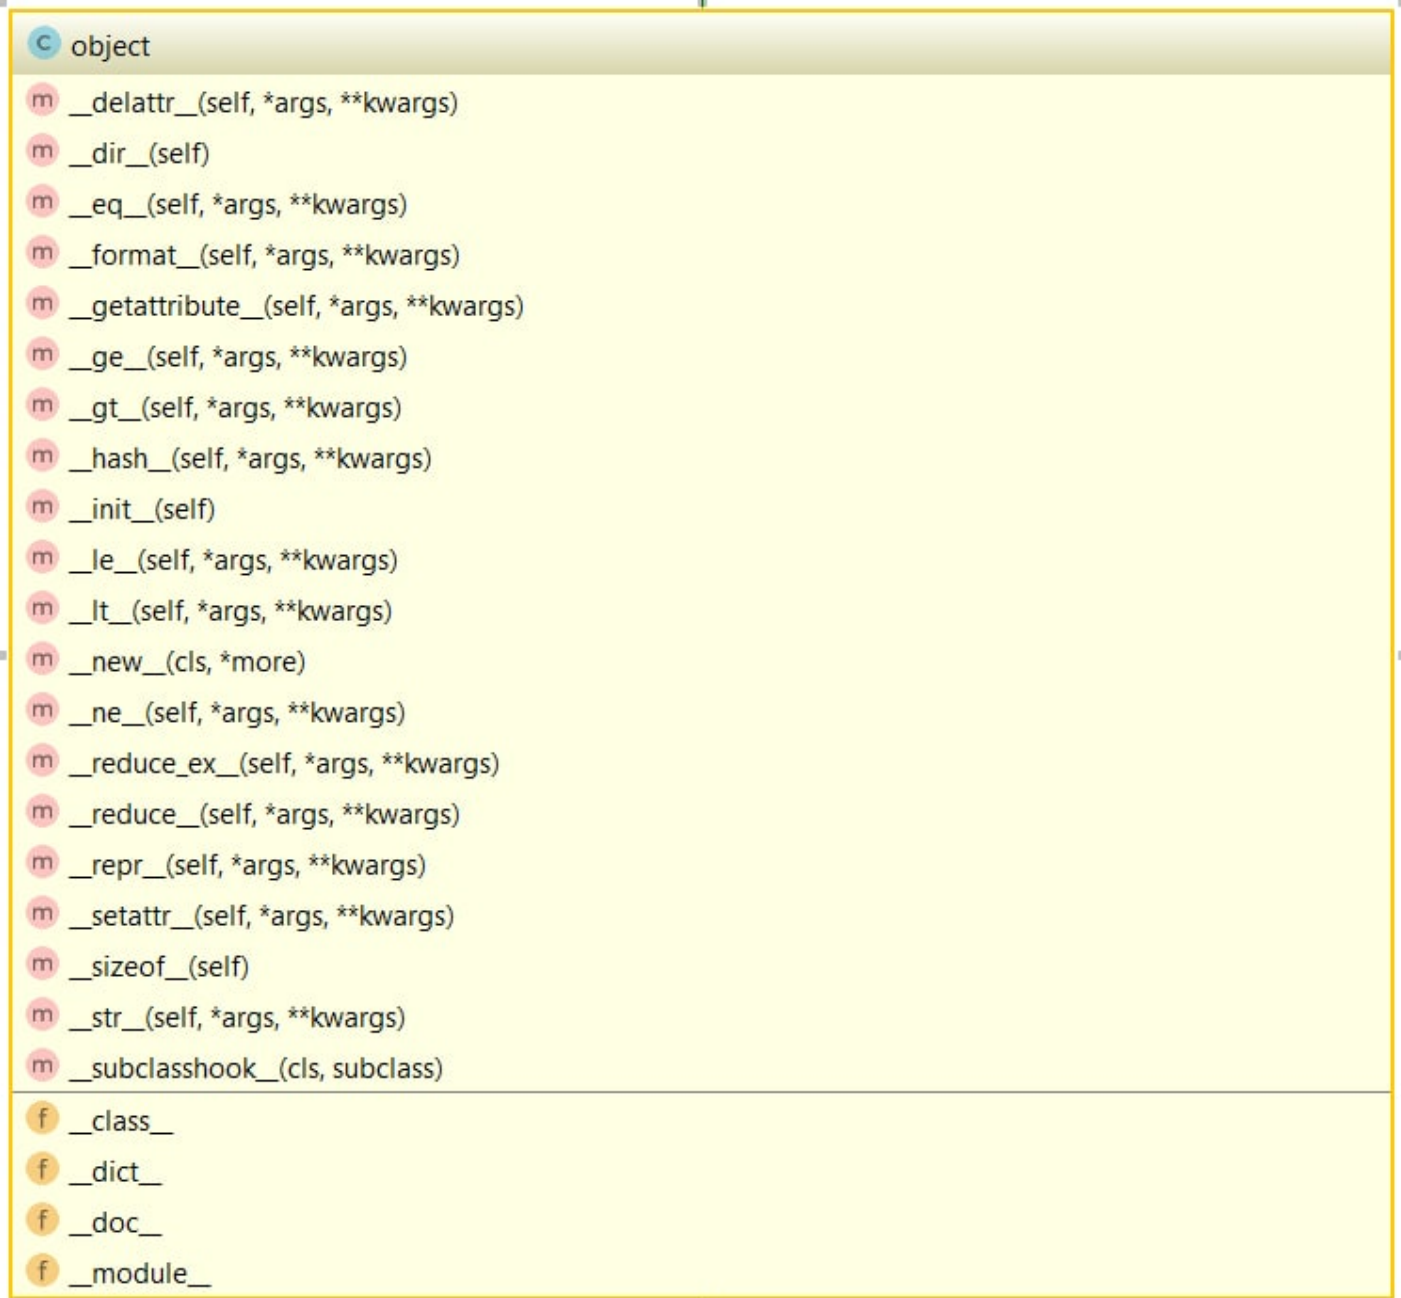 C object
m __delattr__(self, *args, **kwargs)
m __dir__(self)
m __eq__(self, *args, **kwargs)
m __format__(self, *args, **kwargs)
m __getattribute__(self, *args, **kwargs)
m __ge__(self, *args, **kwargs)
m __gt__(self, *args, **kwargs)
m __hash__(self, *args, **kwargs)
m __init__(self)
m __le__(self, *args, **kwargs)
m __lt__(self, *args, **kwargs)
m __new__(cls, *more)
m __ne__(self, *args, **kwargs)
m __reduce_ex__(self, *args, **kwargs)
m __reduce__(self, *args, **kwargs)
m __repr__(self, *args, **kwargs)
m __setattr__(self, *args, **kwargs)
m __sizeof__(self)
m __str__(self, *args, **kwargs)
m __subclasshook__(cls, subclass)
f __class__
f __dict__
f __doc__
f __module__